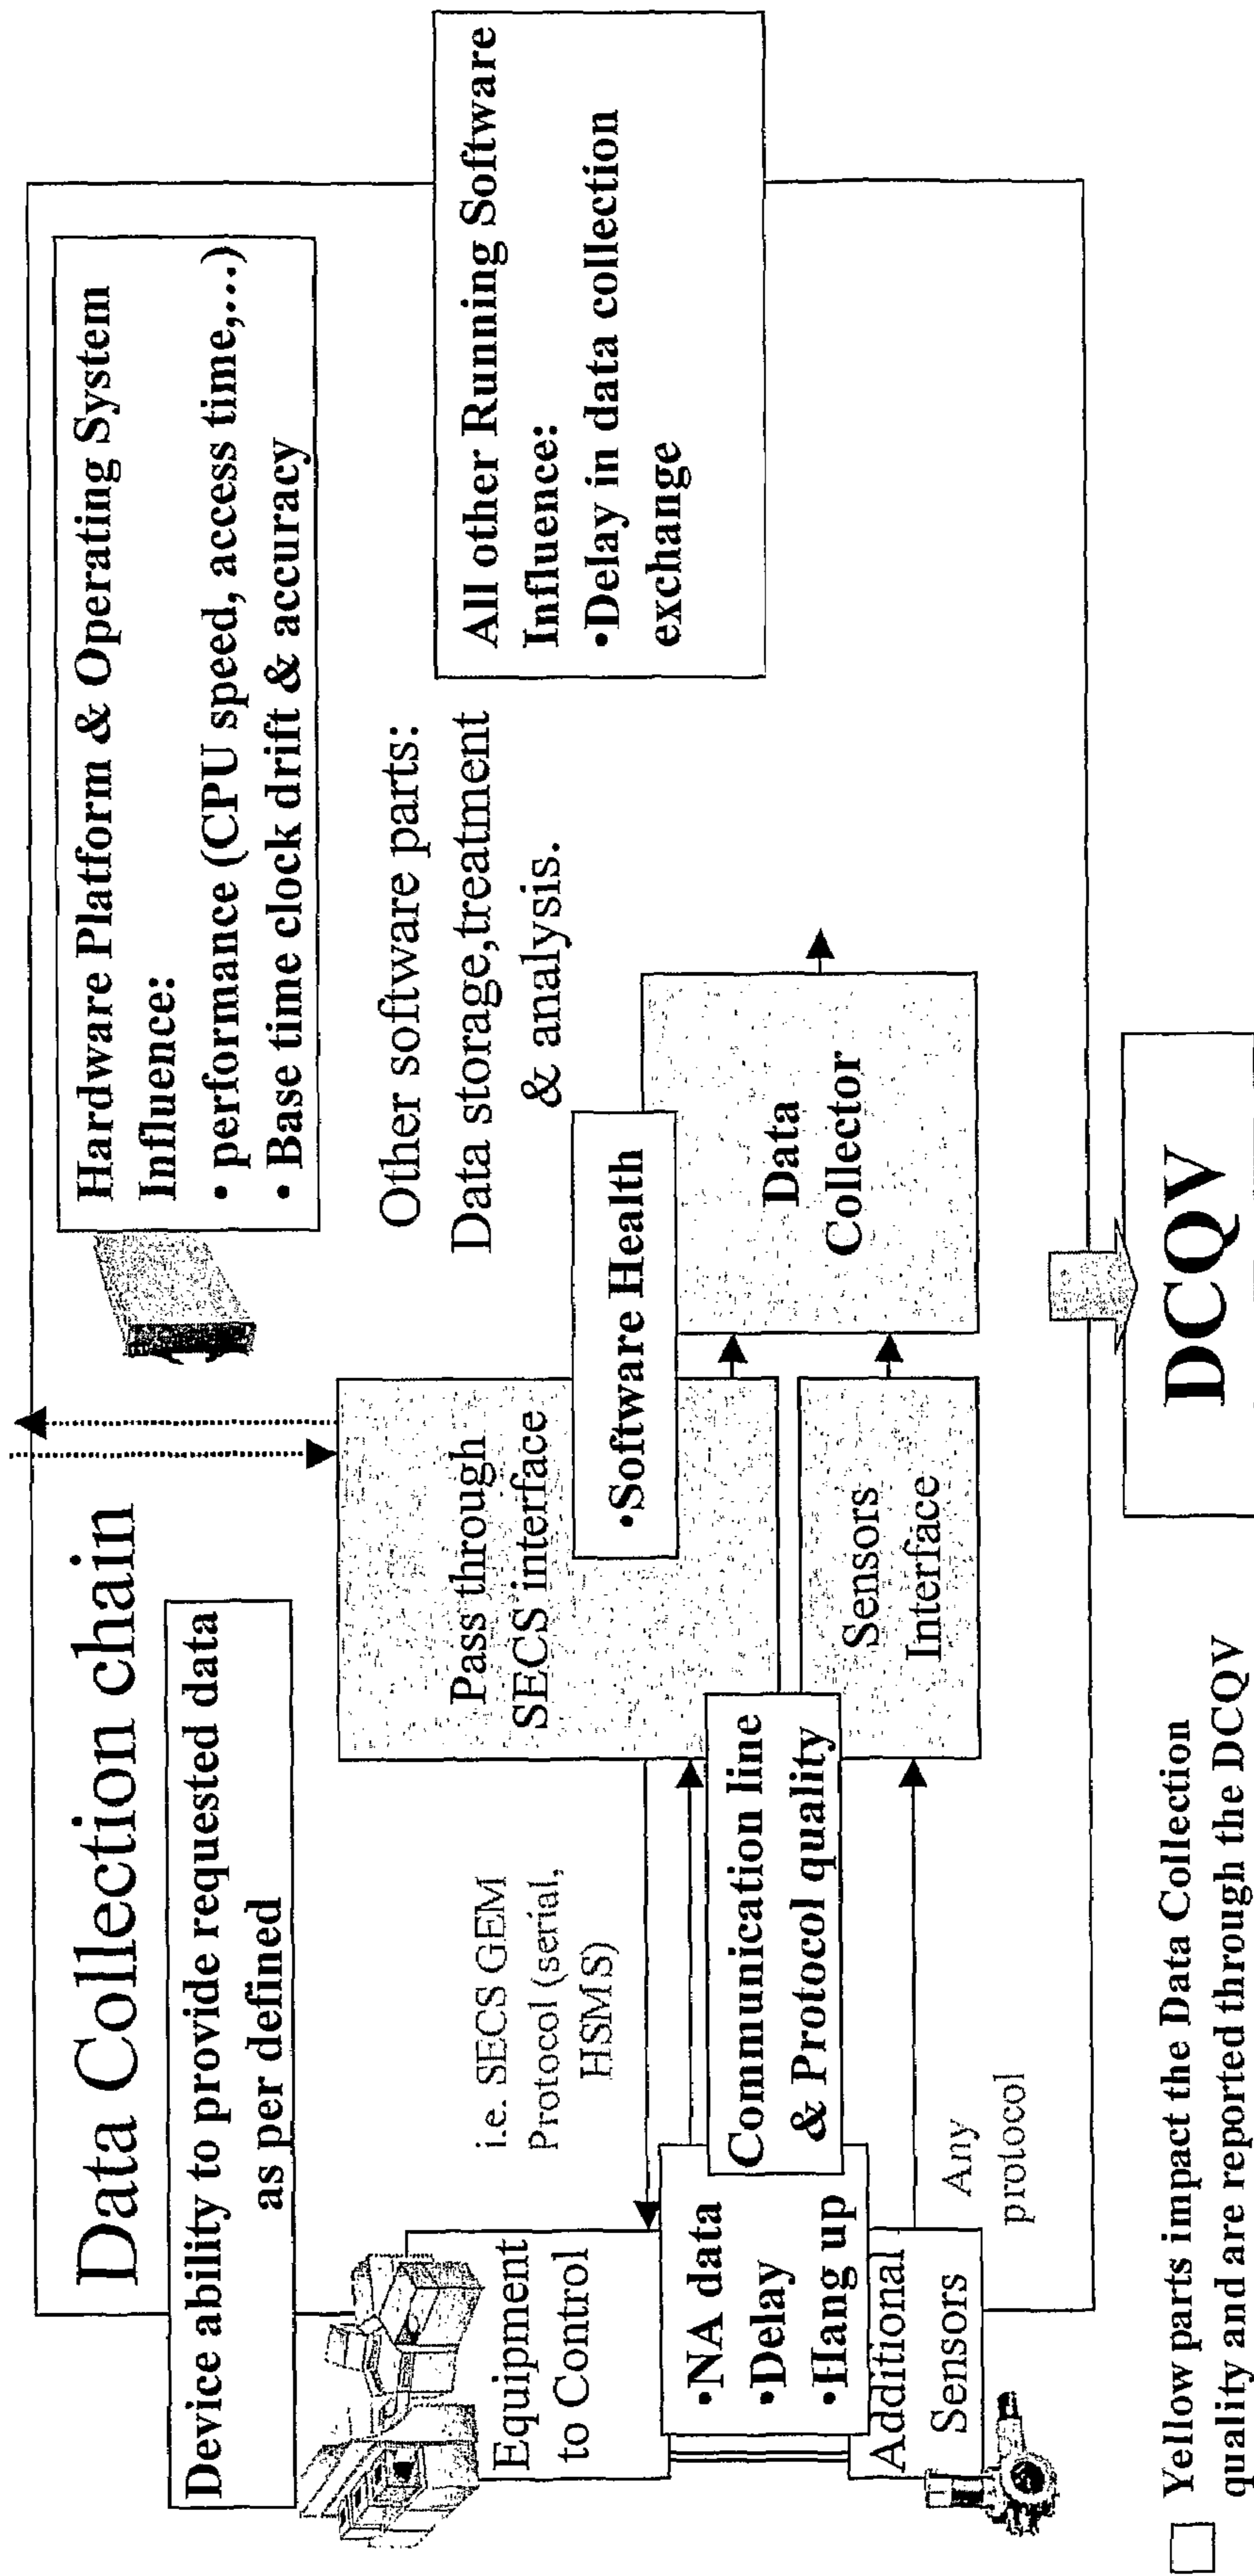 Data Collection chain
Device ability to provide requested data
as per defined
Hardware Platform & Operating System
Influence:
• performance (CPU speed, access time,...)
• Base time clock drift & accuracy
Equipment
to Control
i.e. SECS GEM
Protocol (serial,
HSMS)
Pass through
SECS interface
Other software parts:
Data storage,treatment
& analysis.
All other Running Software
Influence:
•Delay in data collection
exchange
•Software Health
•NA data
•Delay
•Hang up
Communication line
& Protocol quality
Data
Collector
Additional
Sensors
Any
protocol
Sensors
Interface
DCQV
Yellow parts impact the Data Collection
quality and are reported through the DCQV